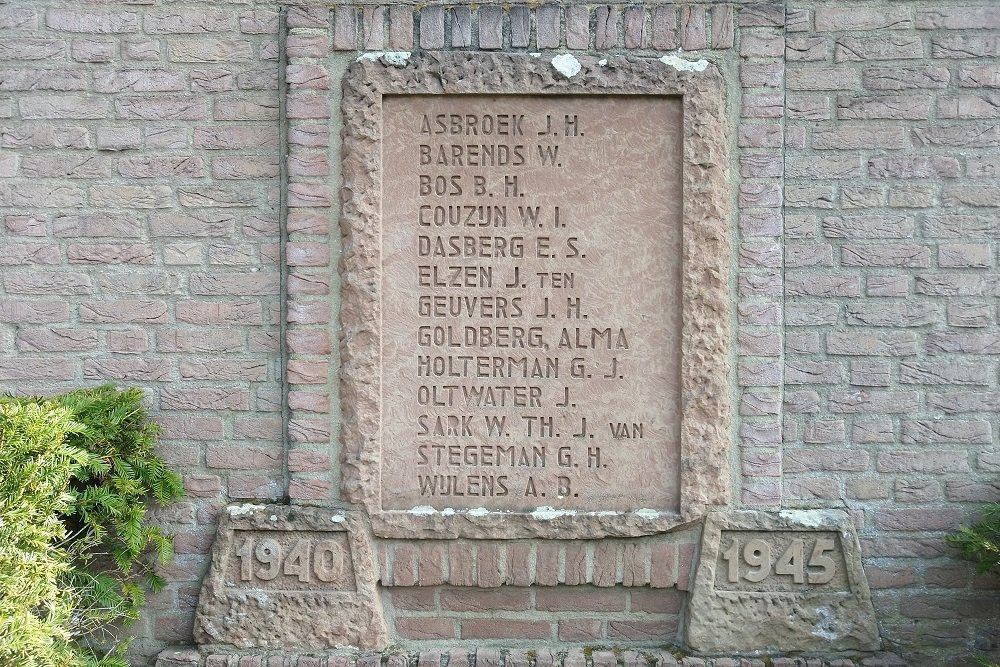 ASBROEK J.H.
BARENDS W.
BOS B.H.
COUZIJN W.I.
DASBERG E.S.
ELZEN J. TEN
GEUVERS J.H.
GOLDBERG, ALMA
HOLTERMAN G.J.
OLTWATER J.
SARK W. TH. J. VAN
STEGEMAN G.H.
WIJLENS A.B.
1940 1945